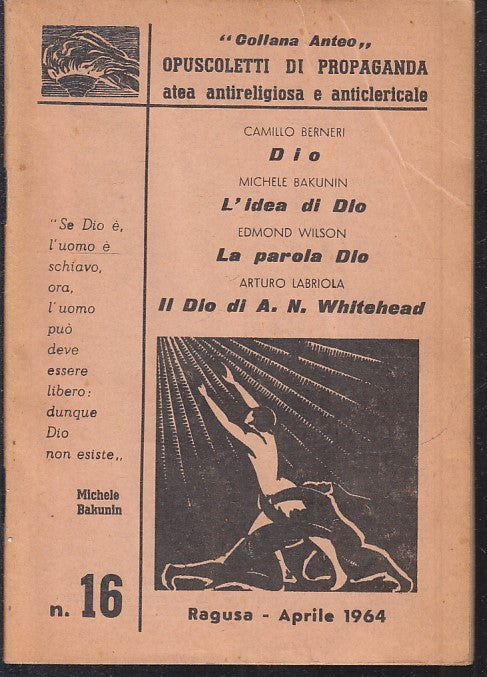 "Collana Anteo„
OPUSCOLETTI DI PROPAGANDA
atea antireligiosa e anticlericale
CAMILLO BERNERI
Dio
MICHELE BAKUNIN
L'idea di Dio
EDMOND WILSON
La parola Dio
ARTURO LABRIOLA
Il Dio di A. N. Whitehead
"Se Dio è,
l'uomo è
schiavo,
ora,
l'uomo
può
deve
essere
libero:
dunque
Dio
non esiste„
Michele
Bakunin
n. 16
Ragusa - Aprile 1964